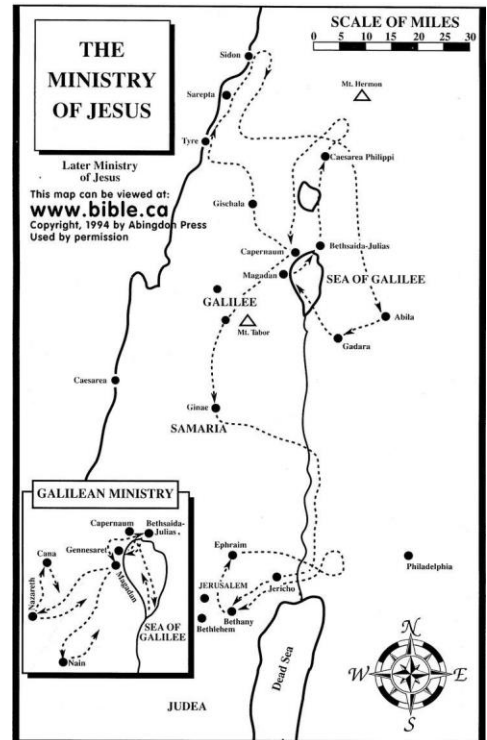 THE
MINISTRY
OF JESUS
Later Ministry
of Jesus
This map can be viewed at:
www.bible.ca
Copyright, 1994 by Abingdon Press
Used by permission
SCALE OF MILES
0 5 10 15 20 25 30
Sidon
Mt. Hermon
Sarepta
Tyre
Caesarea Philippi
Gischala
Capernaum
Bethsaida-Julias
Magadan
SEA OF GALILEE
GALILEE
Mt. Tabor
Abila
Gadara
Caesarea
Ginae
SAMARIA
GALILEAN MINISTRY
Capernaum
Bethsaida-
Julias
Gennesaret
Cana
Magadan
Nazareth
SEA OF
GALILEE
Nain
Ephraim
Philadelphia
JERUSALEM
Jericho
Bethany
Bethlehem
Dead Sea
JUDEA
N
W
E
S